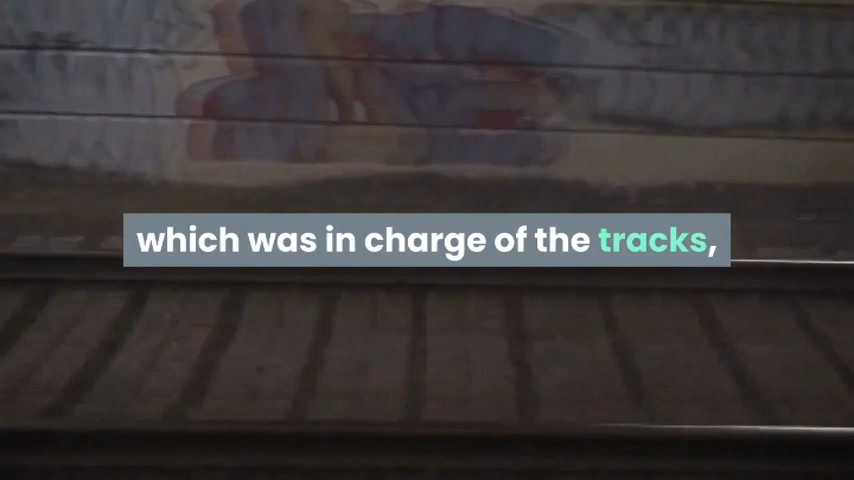 which was in charge of the tracks,